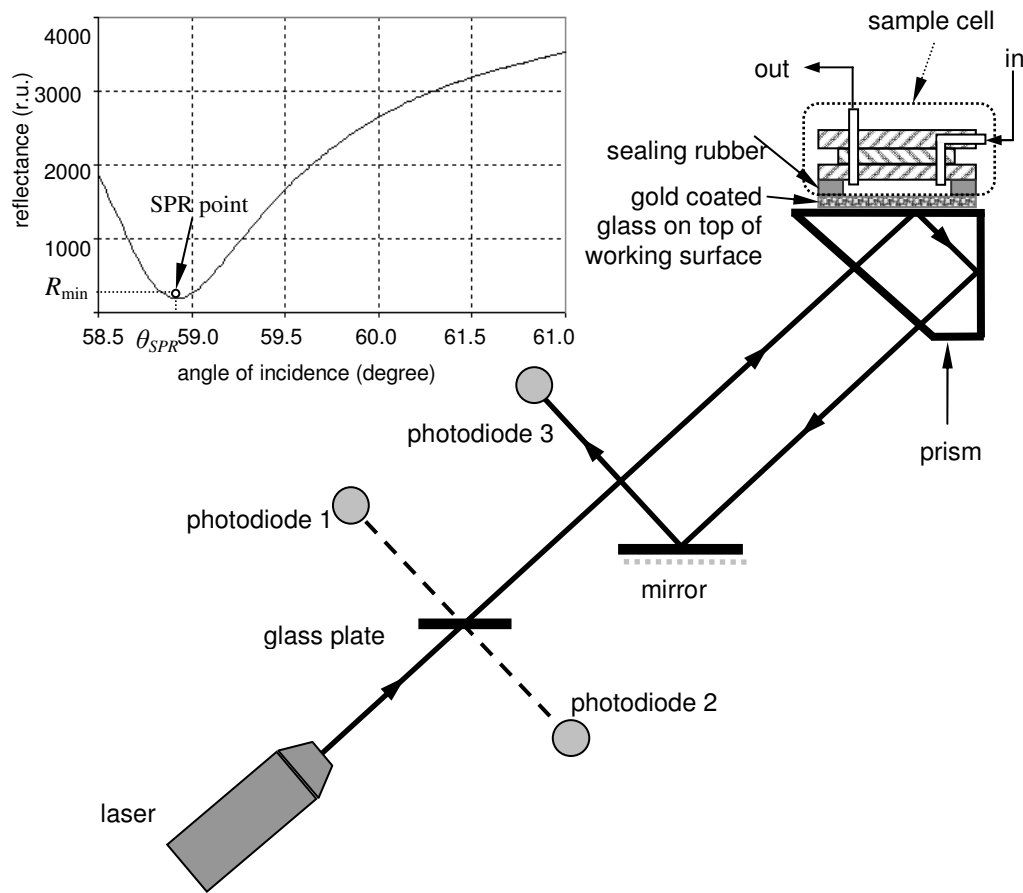 4000
3000
2000
1000
reflectance (r.u.)
SPR point
Rmin
58.5 θSPR 59.0 59.5 60.0 61.5 61.0
angle of incidence (degree)
sample cell
out
in
sealing rubber
gold coated
glass on top of
working surface
photodiode 3
prism
photodiode 1
mirror
glass plate
photodiode 2
laser